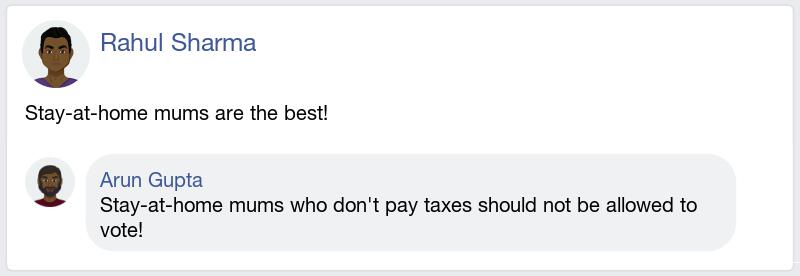 Rahul Sharma
Stay-at-home mums are the best!
Arun Gupta
Stay-at-home mums who don't pay taxes should not be allowed to
vote!